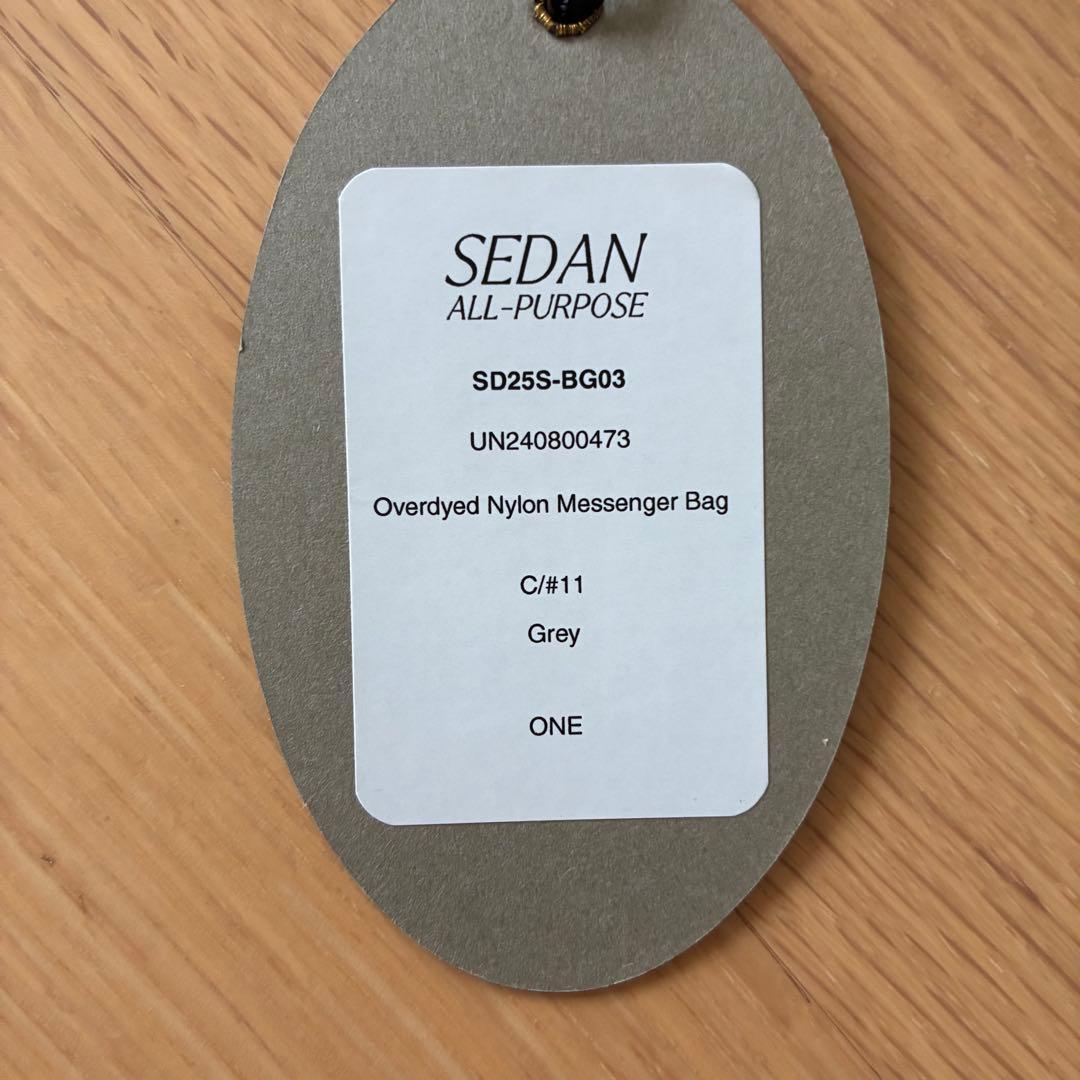 SEDAN
ALL-PURPOSE
SD25S-BG03
UN240800473
Overdyed Nylon Messenger Bag
C/#11
Grey
ONE